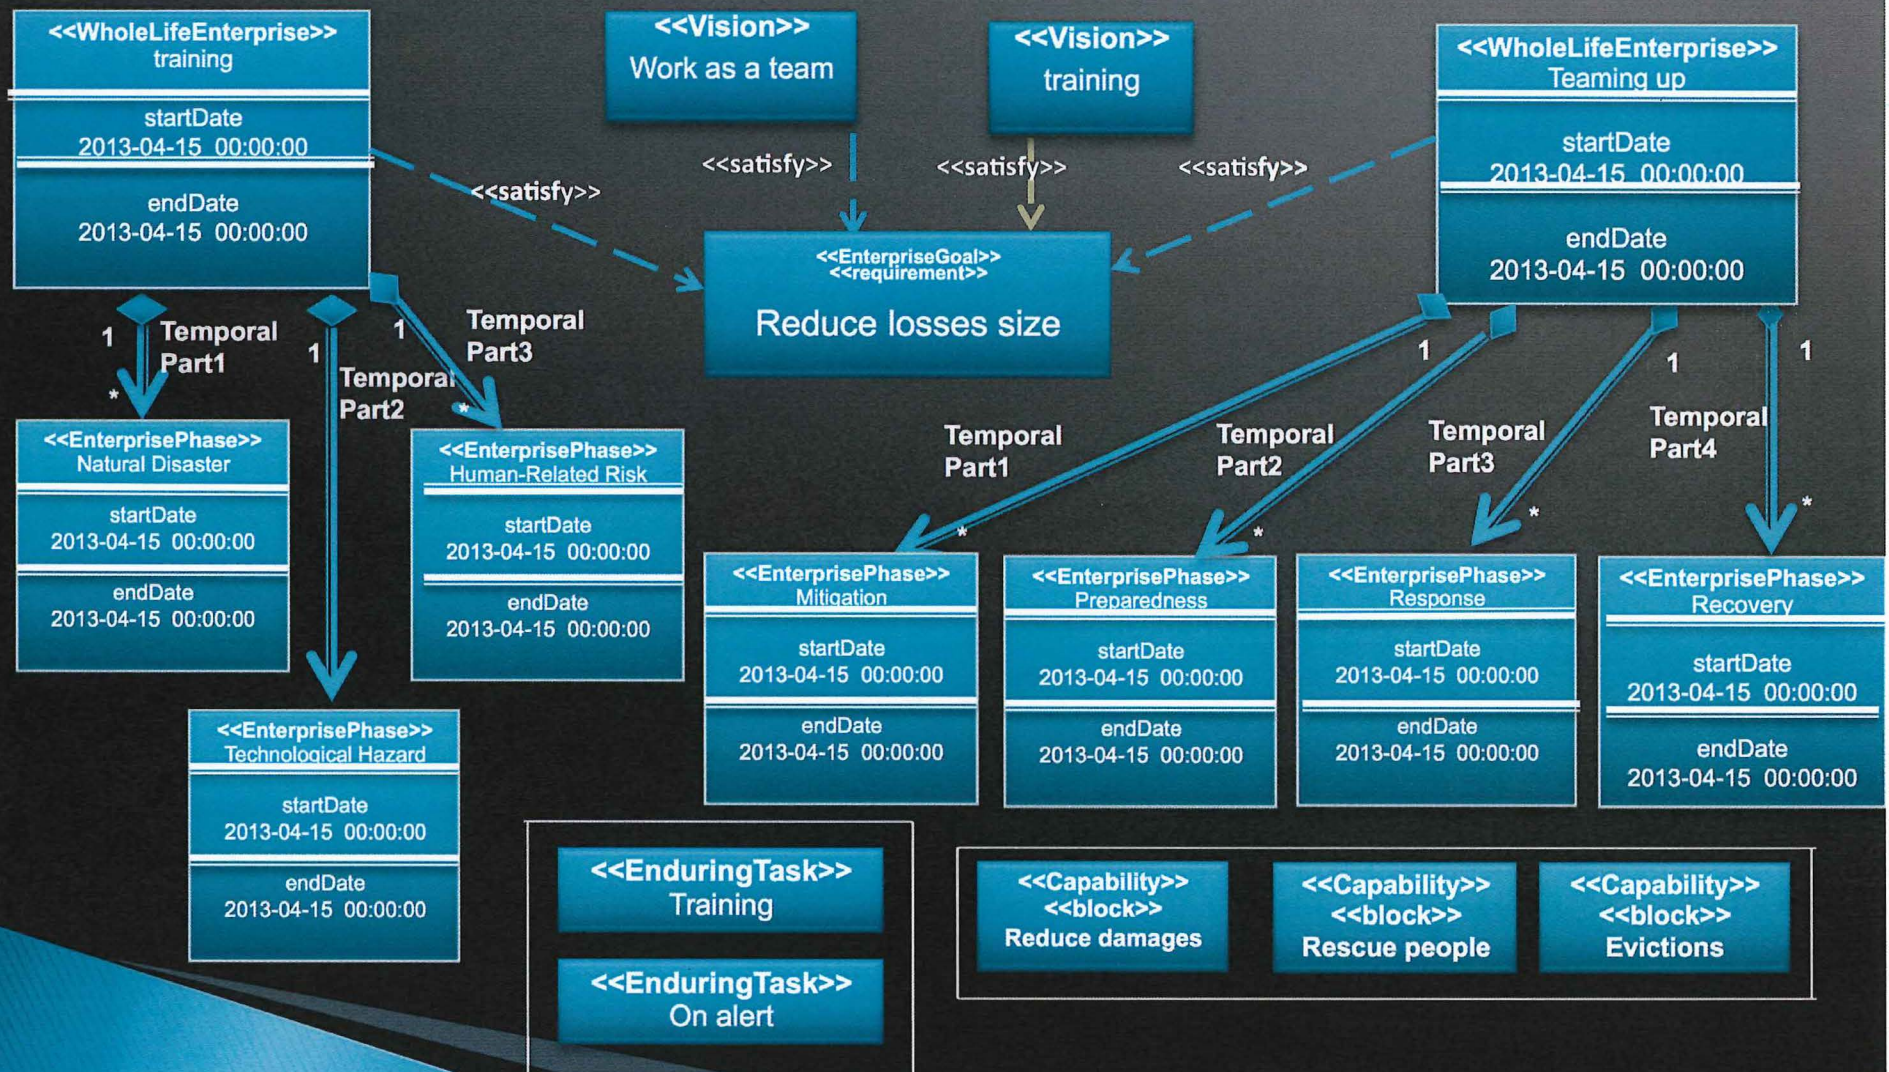 <<WholeLifeEnterprise>>
training
startDate
2013-04-15 00:00:00
endDate
2013-04-15 00:00:00
<<Vision>>
Work as a team
<<Vision>>
training
<<WholeLifeEnterprise>>
Teaming up
startDate
2013-04-15 00:00:00
endDate
2013-04-15 00:00:00
<<satisfy>>
<<satisfy>>
<<satisfy>>
<<satisfy>>
<<EnterpriseGoal>>
<<requirement>>
Reduce losses size
1
Temporal
Part1
*
1
Temporal
Part2
1
Temporal
Part3
*
1
Temporal
Part1
*
Temporal
Part2
*
1
Temporal
Part3
*
1
Temporal
Part4
*
<<EnterprisePhase>>
Natural Disaster
startDate
2013-04-15 00:00:00
endDate
2013-04-15 00:00:00
<<EnterprisePhase>>
Human-Related Risk
startDate
2013-04-15 00:00:00
endDate
2013-04-15 00:00:00
<<EnterprisePhase>>
Technological Hazard
startDate
2013-04-15 00:00:00
endDate
2013-04-15 00:00:00
<<EnterprisePhase>>
Mitigation
startDate
2013-04-15 00:00:00
endDate
2013-04-15 00:00:00
<<EnterprisePhase>>
Preparedness
startDate
2013-04-15 00:00:00
endDate
2013-04-15 00:00:00
<<EnterprisePhase>>
Response
startDate
2013-04-15 00:00:00
endDate
2013-04-15 00:00:00
<<EnterprisePhase>>
Recovery
startDate
2013-04-15 00:00:00
endDate
2013-04-15 00:00:00
<<EnduringTask>>
Training
<<EnduringTask>>
On alert
<<Capability>>
<<block>>
Reduce damages
<<Capability>>
<<block>>
Rescue people
<<Capability>>
<<block>>
Evictions